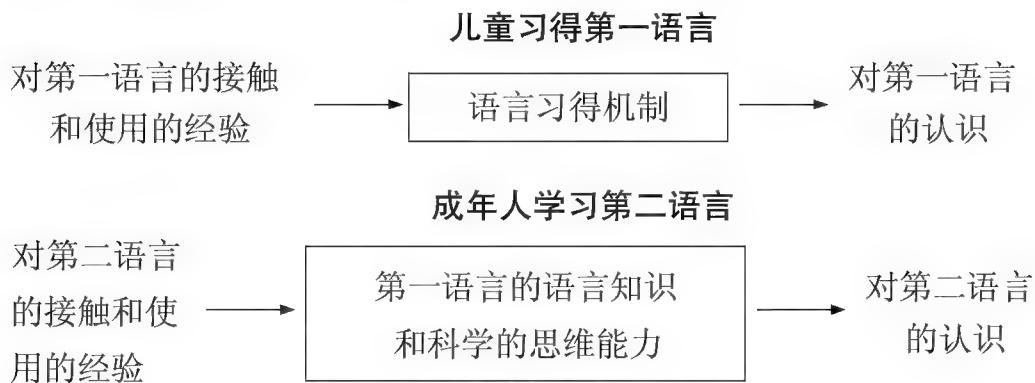 儿童习得第一语言
对第一语言的接触
和使用的经验
语言习得机制
对第一语言
的认识
成年人学习第二语言
对第二语言
的接触和使
用的经验
第一语言的语言知识
和科学的思维能力
对第二语言
的认识